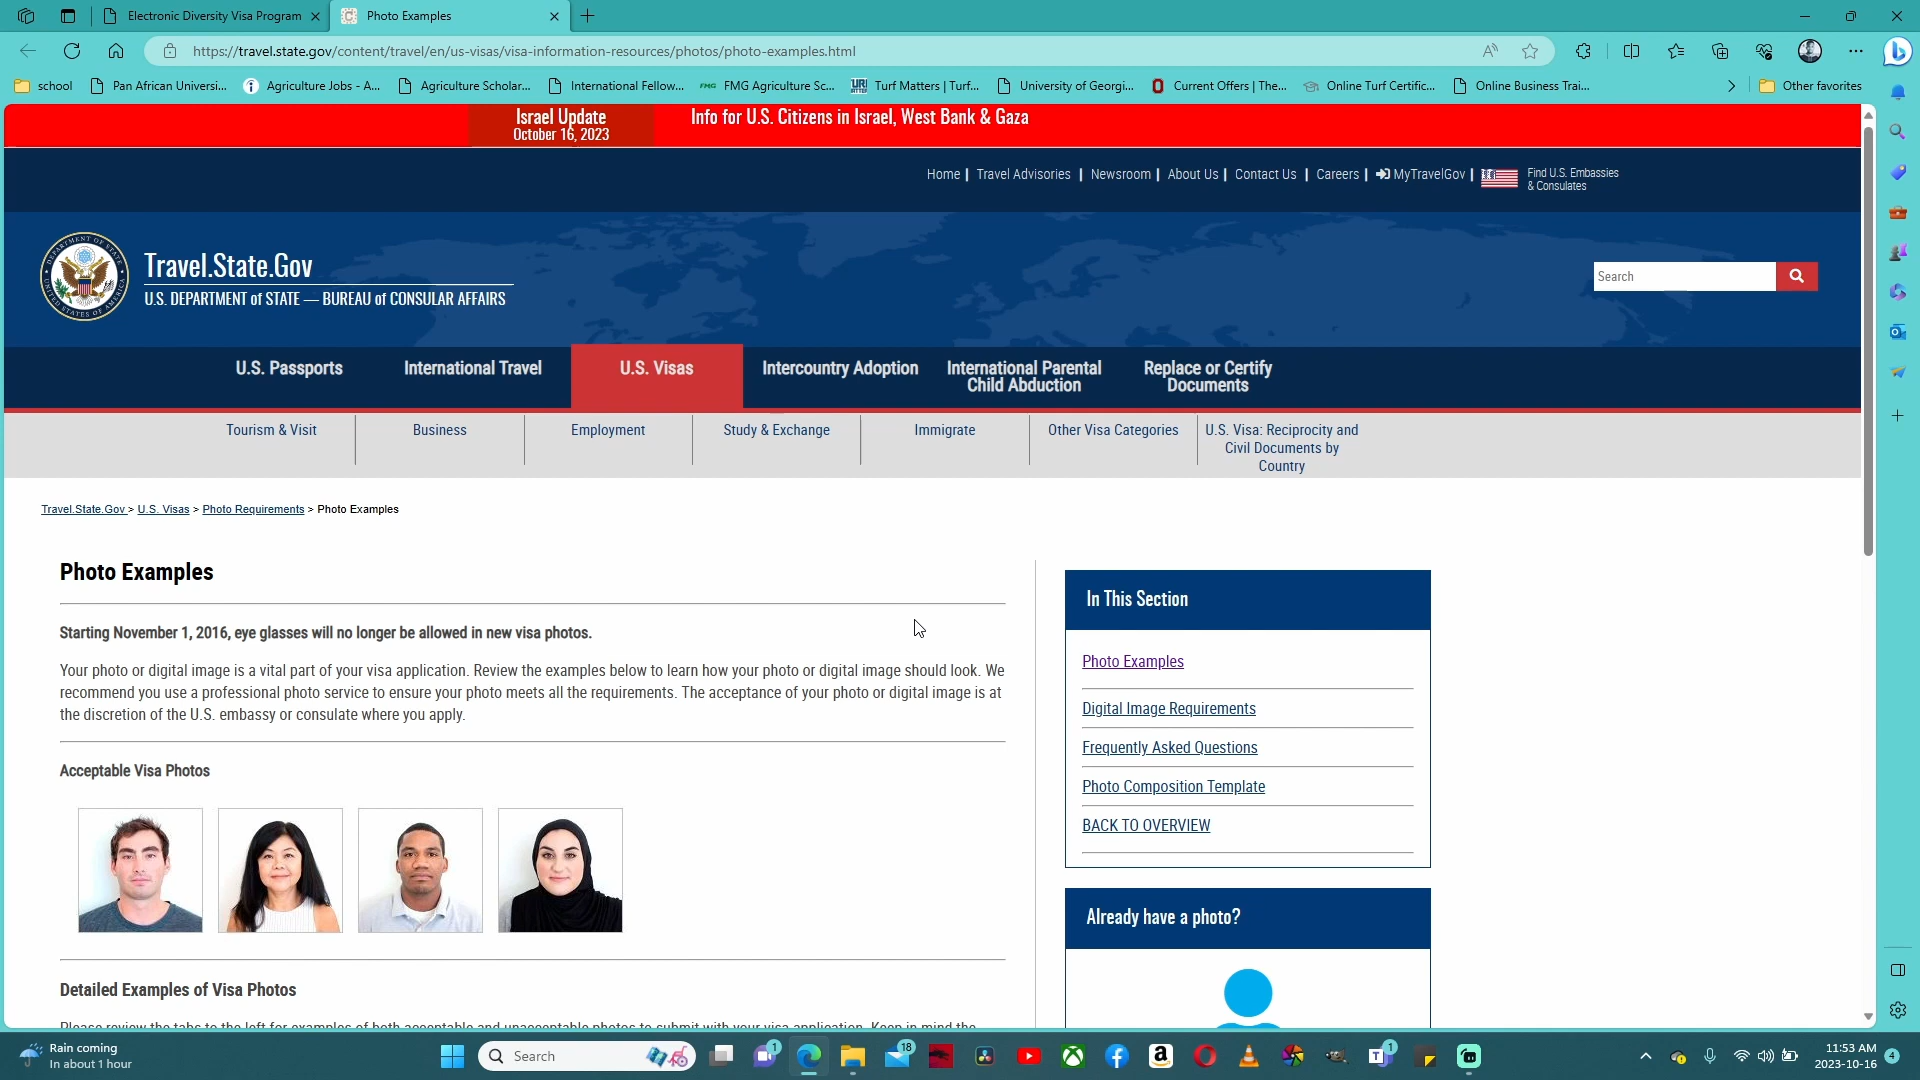 Electronic Diversity Visa Program
Photo Examples
https://travel.state.gov/content/travel/en/us-visas/visa-information-resources/photos/photo-examples.html
school
Pan African Universi...
Agriculture Jobs - A...
Agriculture Scholar...
International Fellow...
FMG
FMG Agriculture Sc...
Turf Matters | Turf...
University of Georgi...
Current Offers | The...
Online Turf Certific...
Online Business Trai...
Other favorites
Israel Update
October 16, 2023
Info for U.S. Citizens in Israel, West Bank & Gaza
Home | Travel Advisories | Newsroom | About Us | Contact Us | Careers | MyTravelGov |
Find U.S. Embassies
& Consulates
Travel.State.Gov
U.S. DEPARTMENT of STATE — BUREAU of CONSULAR AFFAIRS
Search
U.S. Passports
International Travel
U.S. Visas
Intercountry Adoption
International Parental
Child Abduction
Replace or Certify
Documents
Tourism & Visit
Business
Employment
Study & Exchange
Immigrate
Other Visa Categories
U.S. Visa: Reciprocity and
Civil Documents by
Country
Travel.State.Gov > U.S. Visas > Photo Requirements > Photo Examples
Photo Examples
Starting November 1, 2016, eye glasses will no longer be allowed in new visa photos.
Your photo or digital image is a vital part of your visa application. Review the examples below to learn how your photo or digital image should look. We
recommend you use a professional photo service to ensure your photo meets all the requirements. The acceptance of your photo or digital image is at
the discretion of the U.S. embassy or consulate where you apply.
Acceptable Visa Photos
Detailed Examples of Visa Photos
Please review the tabs to the left for examples of both acceptable and unacceptable photos to submit with your visa application. Keep in mind the
In This Section
Photo Examples
Digital Image Requirements
Frequently Asked Questions
Photo Composition Template
BACK TO OVERVIEW
Already have a photo?
Rain coming
In about 1 hour
Search
1
18
1
11:53 AM
2023-10-16
4